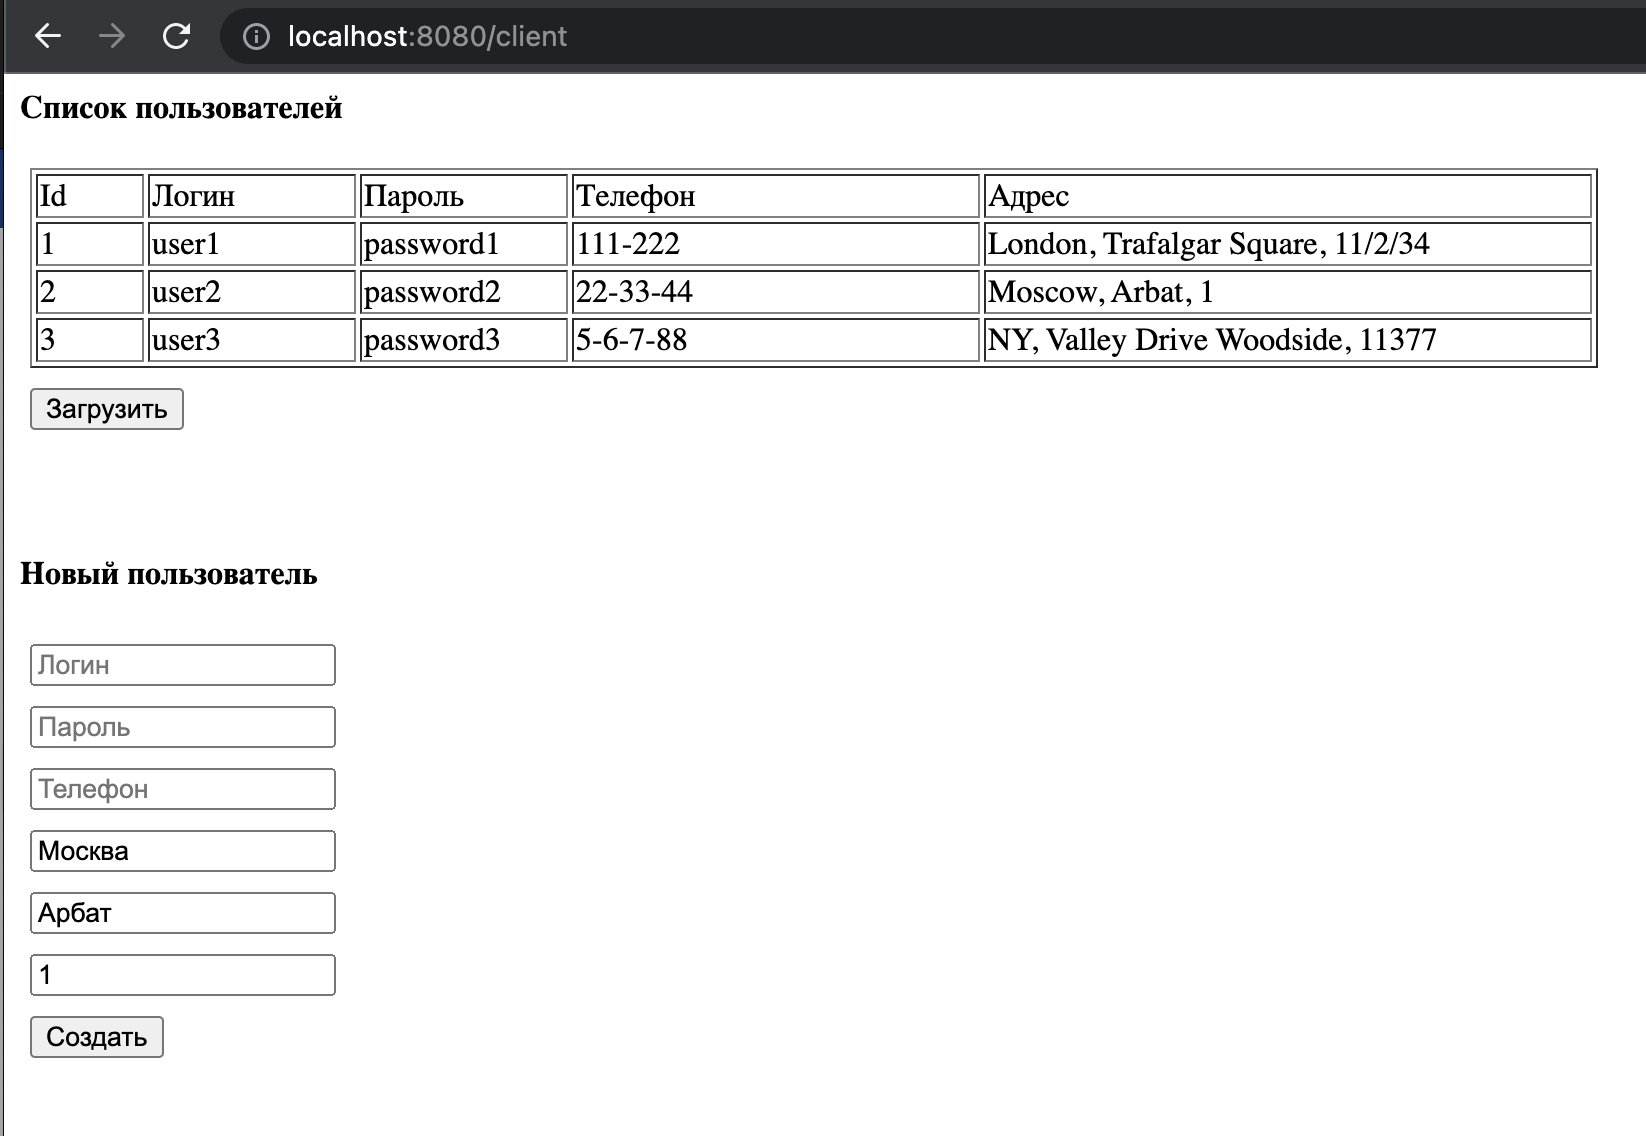 localhost:8080/client
Список пользователей
Id Логин Пароль Телефон Адрес
1 user1 password1 111-222 London, Trafalgar Square, 11/2/34
2 user2 password2 22-33-44 Moscow, Arbat, 1
3 user3 password3 5-6-7-88 NY, Valley Drive Woodside, 11377
Загрузить
Новый пользователь
Логин
Пароль
Телефон
Москва
Арбат
1
Создать